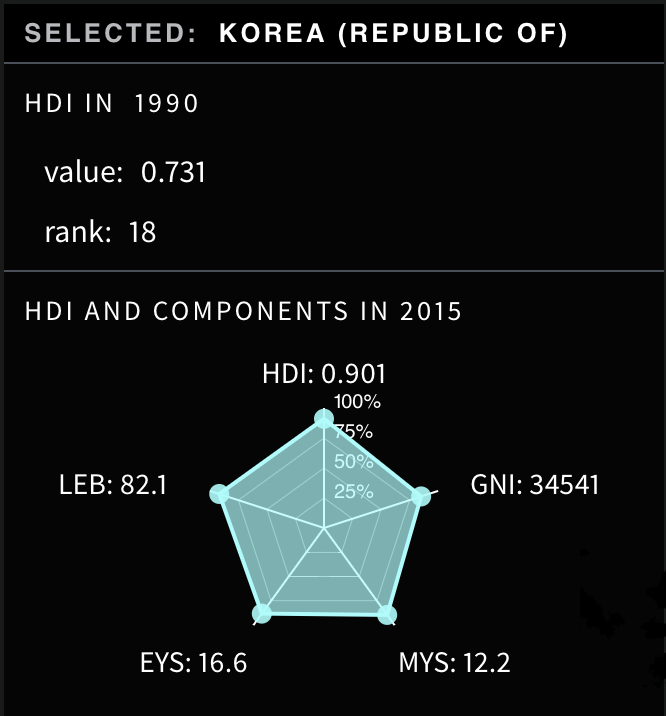 SELECTED: KOREA (REPUBLIC OF)
HDI IN 1990
value: 0.731
rank: 18
HDI AND COMPONENTS IN 2015
HDI: 0.901
100%
75%
50%
LEB: 82.1
GNI: 34541
25%
EYS: 16.6
MYS: 12.2